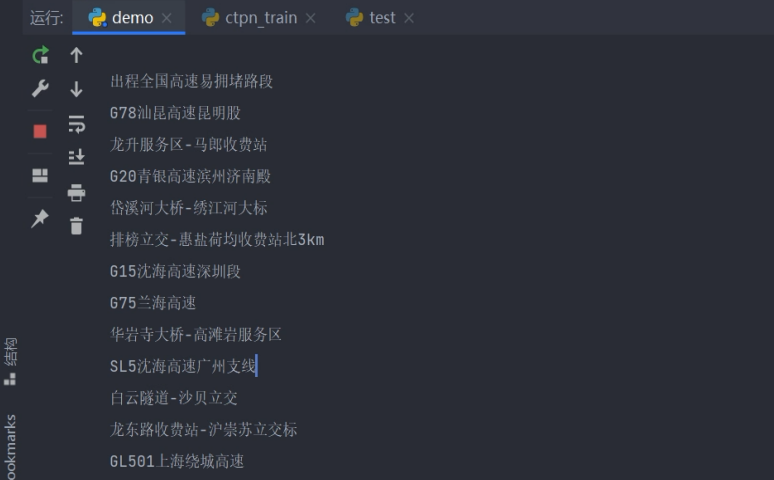 运行: demo ctpn_train test
出程全国高速易拥堵路段
G78汕昆高速昆明股
龙升服务区-马郎收费站
G20青银高速滨州济南殿
岱溪河大桥-绣江河大标
排榜立交-惠盐荷均收费站北3km
G15沈海高速深圳段
G75兰海高速
华岩寺大桥-高滩岩服务区
SL5沈海高速广州支线
白云隧道-沙贝立交
龙东路收费站-沪崇苏立交标
GL501上海绕城高速
结构
ookmarks